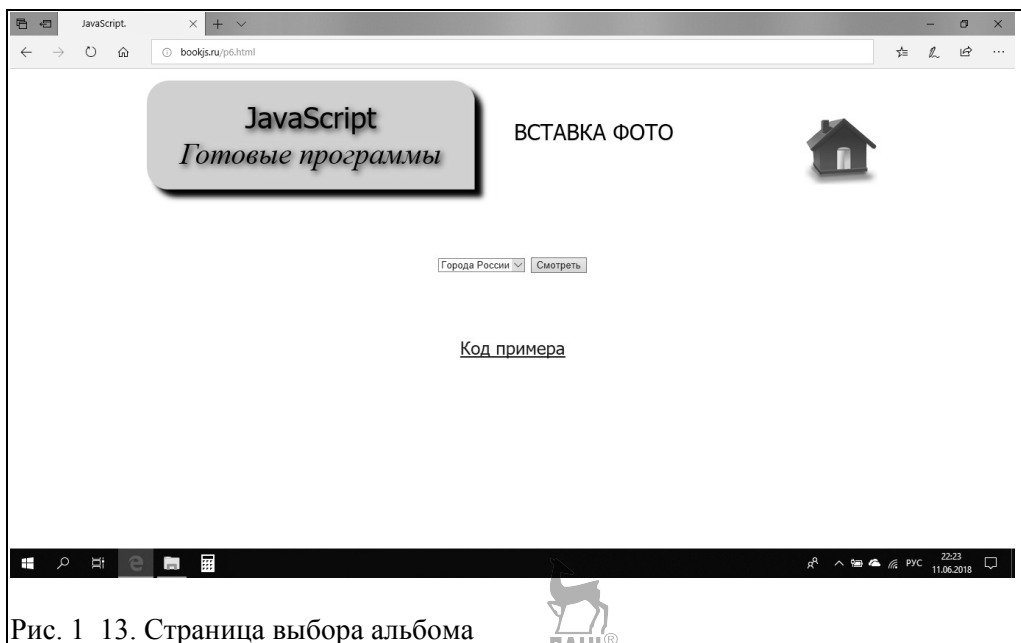 JavaScript.
bookjs.ru/p6.html
JavaScript
Готовые программы
ВСТАВКА ФОТО
Города России Смотреть
Код примера
РУС 22:23
11.06.2018
Рис. 1 13. Страница выбора альбома